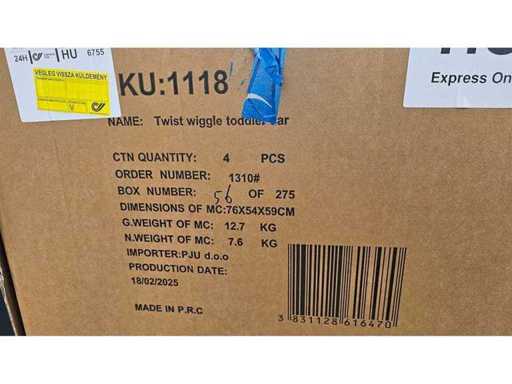 24H HU 6755
VÉGLEG VISSZA KÜLDEMÉNY
V
Express On
KU:1118
NAME: Twist wiggle toddler car
CTN QUANTITY: 4 PCS
ORDER NUMBER: 1310#
BOX NUMBER: 56 OF 275
DIMENSIONS OF MC:76X54X59CM
G.WEIGHT OF MC: 12.7 KG
N.WEIGHT OF MC: 7.6 KG
IMPORTER:PJU d.o.o
PRODUCTION DATE:
18/02/2025
MADE IN P.R.C
3 831128 616470